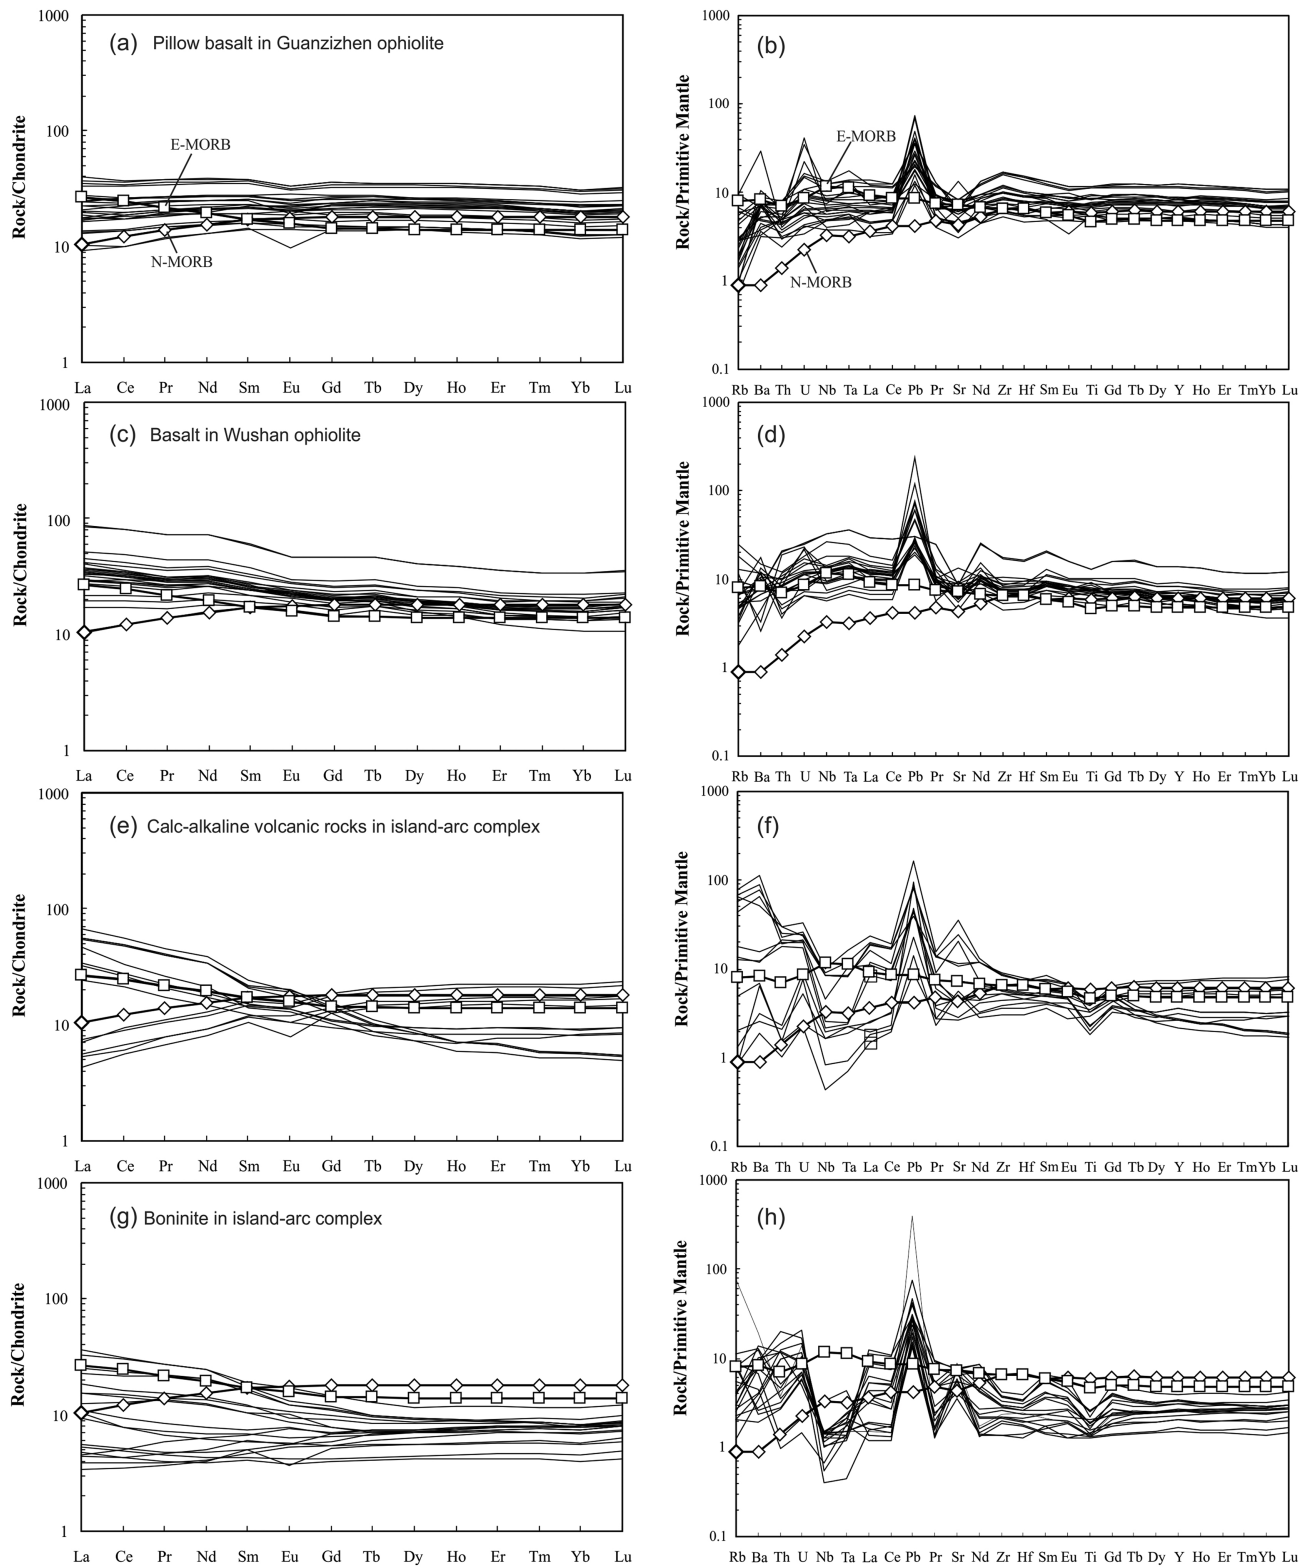 (a) Pillow basalt in Guanzizhen ophiolite
1000
100
10
1
Rock/Chondrite
E-MORB
N-MORB
La Ce Pr Nd Sm Eu Gd Tb Dy Ho Er Tm Yb Lu
(b)
1000
100
10
1
0.1
Rock/Primitive Mantle
E-MORB
N-MORB
Rb Ba Th U Nb Ta La Ce Pb Pr Sr Nd Zr Hf Sm Eu Ti Gd Tb Dy Y Ho Er Tm Yb Lu
(c) Basalt in Wushan ophiolite
1000
100
10
1
Rock/Chondrite
La Ce Pr Nd Sm Eu Gd Tb Dy Ho Er Tm Yb Lu
(d)
1000
100
10
1
0.1
Rock/Primitive Mantle
Rb Ba Th U Nb Ta La Ce Pb Pr Sr Nd Zr Hf Sm Eu Ti Gd Tb Dy Y Ho Er Tm Yb Lu
(e) Calc-alkaline volcanic rocks in island-arc complex
1000
100
10
1
Rock/Chondrite
La Ce Pr Nd Sm Eu Gd Tb Dy Ho Er Tm Yb Lu
(f)
1000
100
10
1
0.1
Rock/Primitive Mantle
Rb Ba Th U Nb Ta La Ce Pb Pr Sr Nd Zr Hf Sm Eu Ti Gd Tb Dy Y Ho Er Tm Yb Lu
(g) Boninite in island-arc complex
1000
100
10
1
Rock/Chondrite
La Ce Pr Nd Sm Eu Gd Tb Dy Ho Er Tm Yb Lu
(h)
1000
100
10
1
0.1
Rock/Primitive Mantle
Rb Ba Th U Nb Ta La Ce Pb Pr Sr Nd Zr Hf Sm Eu Ti Gd Tb Dy Y Ho Er Tm Yb Lu